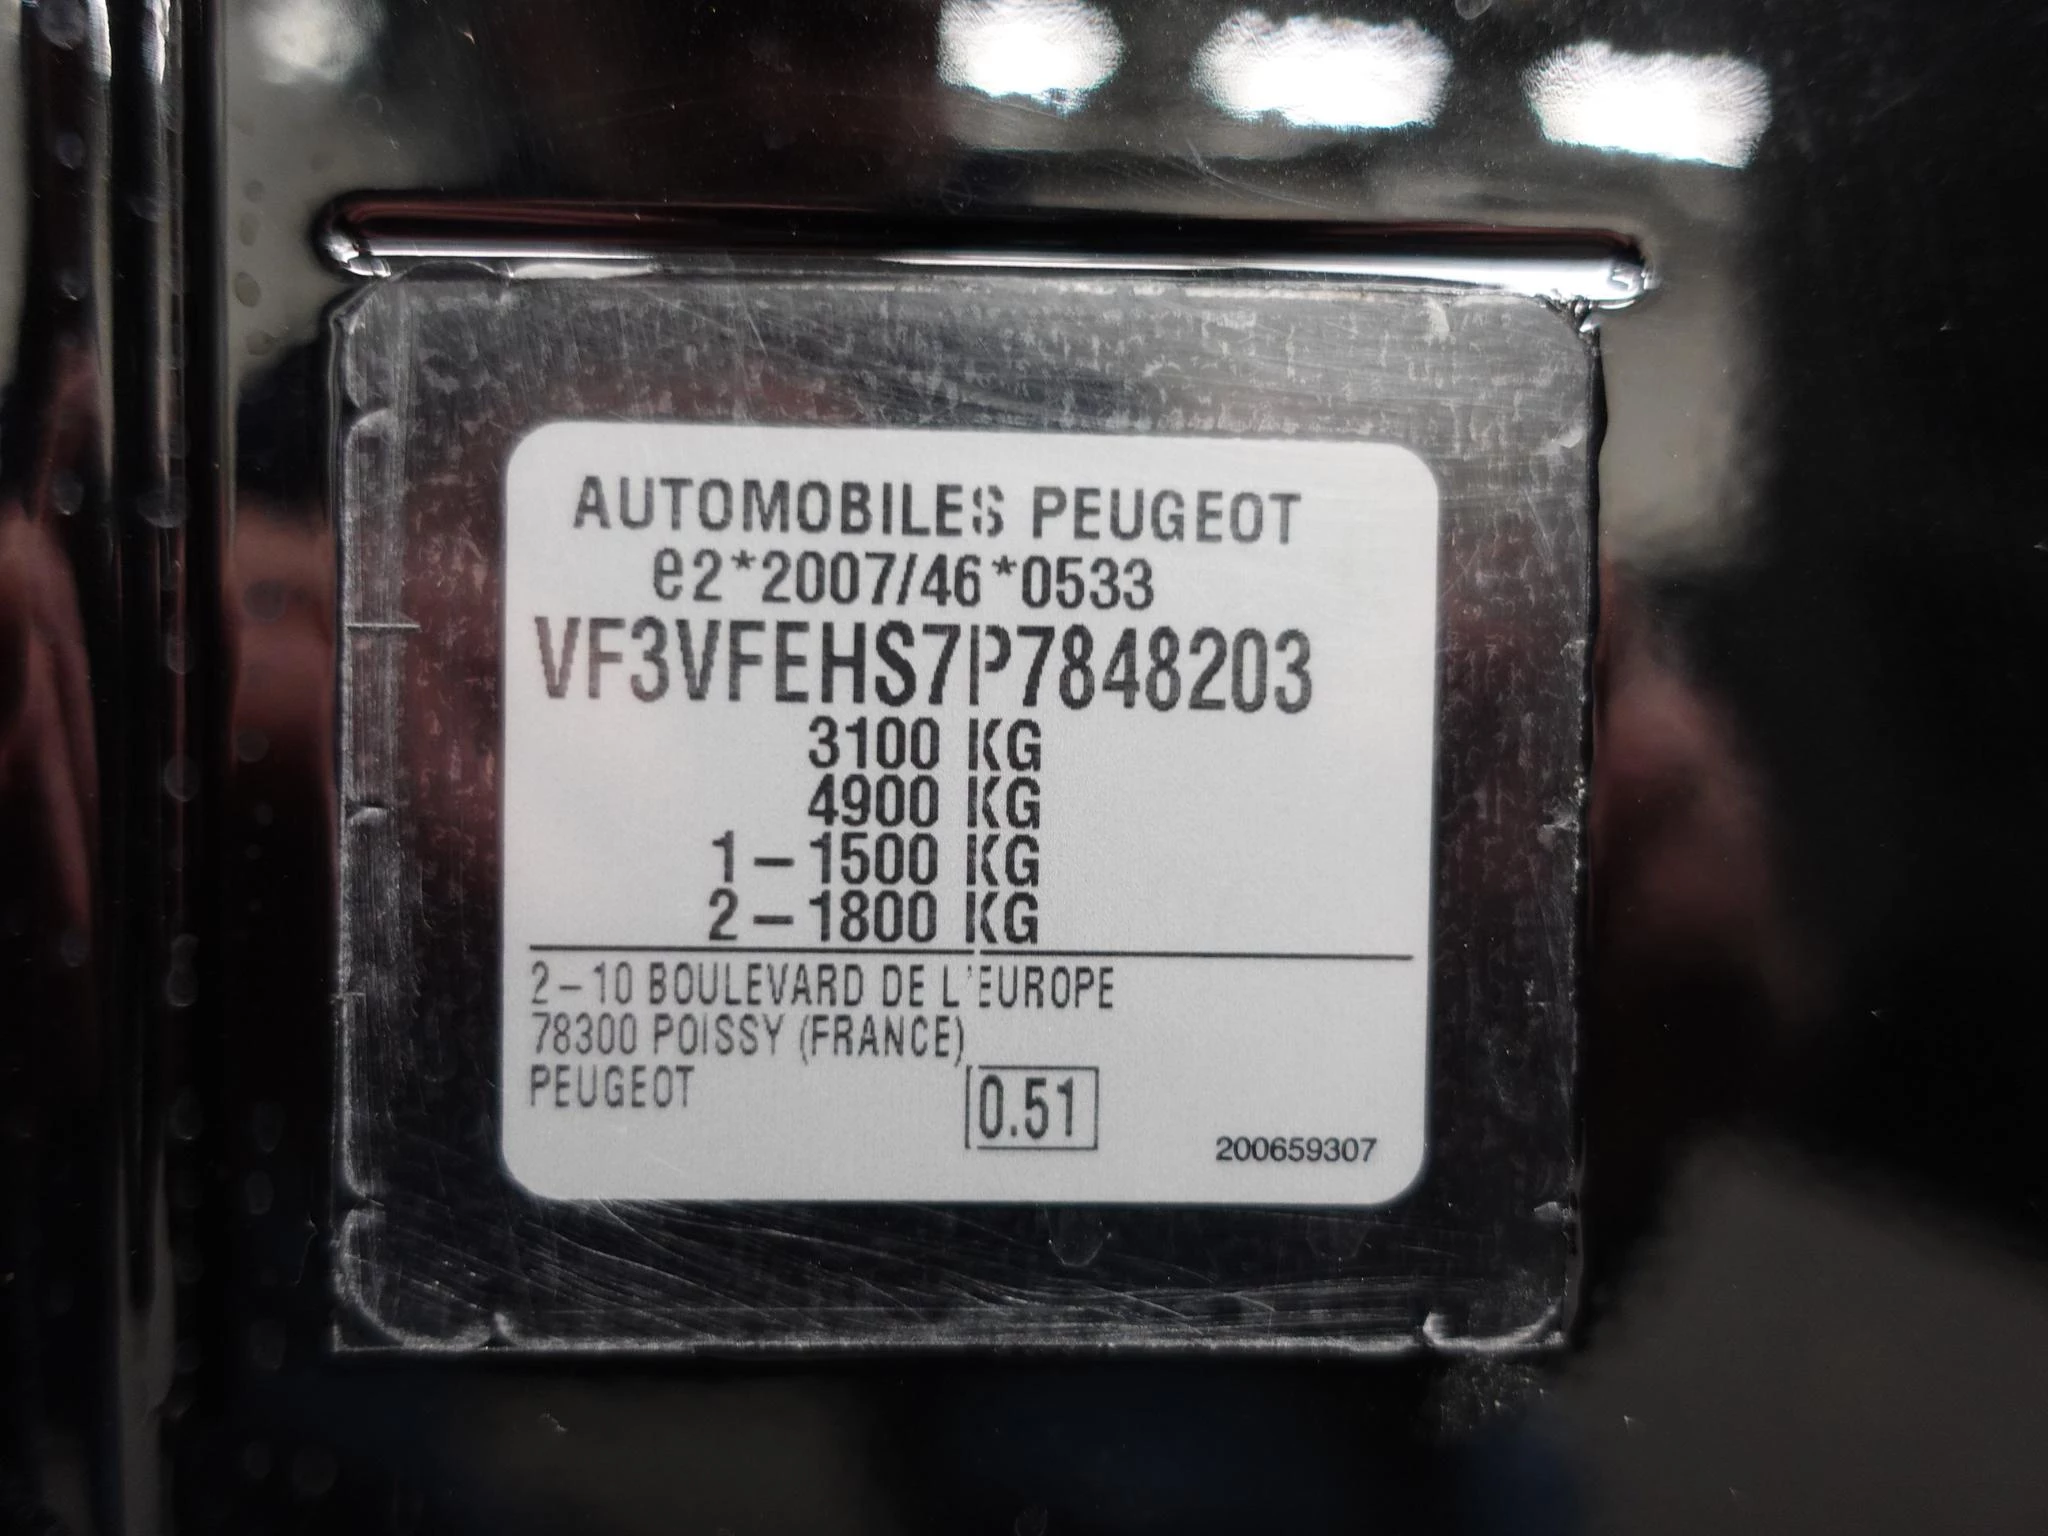 AUTOMOBILES PEUGEOT
e2*2007/46*0533
VF3VFEHS7P7848203
3100 KG
4900 KG
1-1500 KG
2-1800 KG
2-10 BOULEVARD DE L'EUROPE
78300 POISSY (FRANCE)
PEUGEOT
0.51
200659307